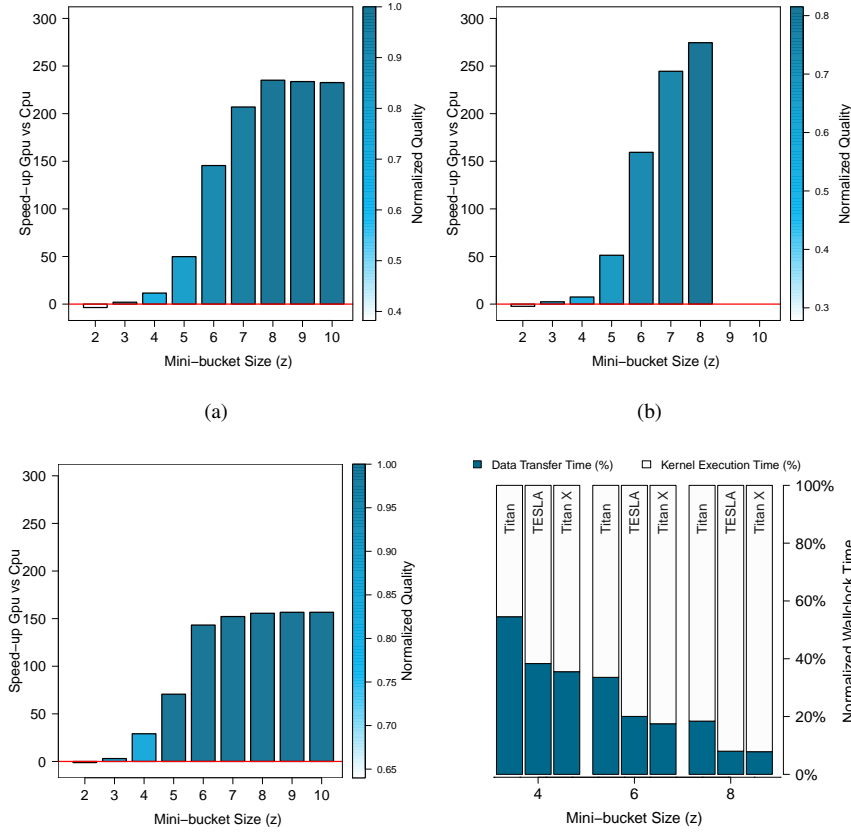 300
250
200
150
100
50
0
Speed−up Gpu vs Cpu
2 3 4 5 6 7 8 9 10
Mini−bucket Size (z)
1.0
0.9
0.8
0.7
0.6
0.5
0.4
Normalized Quality
(a)
300
250
200
150
100
50
0
Speed−up Gpu vs Cpu
2 3 4 5 6 7 8 9 10
Mini−bucket Size (z)
0.8
0.7
0.6
0.5
0.4
0.3
Normalized Quality
(b)
300
250
200
150
100
50
0
Speed−up Gpu vs Cpu
2 3 4 5 6 7 8 9 10
Mini−bucket Size (z)
1.00
0.95
0.90
0.85
0.80
0.75
0.70
0.65
Normalized Quality
Data Transfer Time (%) Kernel Execution Time (%)
Titan TESLA Titan X Titan TESLA Titan X Titan TESLA Titan X
100%
80%
60%
40%
20%
0%
Normalized Wallclock Time
4 6 8
Mini−bucket Size (z)